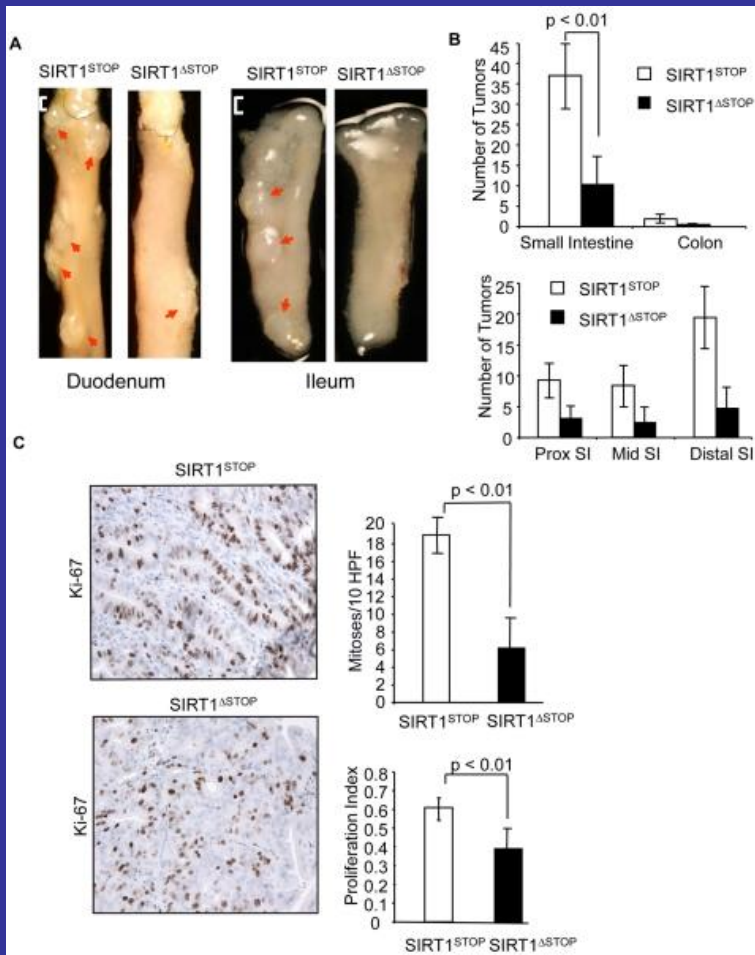 A
SIRT1STOP SIRT1ΔSTOP SIRT1STOP SIRT1ΔSTOP
Duodenum Ileum
B
p < 0.01
Number of Tumors
45
40
35
30
25
20
15
10
5
0
SIRT1STOP
SIRT1ΔSTOP
Small Intestine Colon
Number of Tumors
25
20
15
10
5
0
SIRT1STOP
SIRT1ΔSTOP
Prox SI Mid SI Distal SI
C
SIRT1STOP
Ki-67
SIRT1ΔSTOP
Ki-67
p < 0.01
Mitoses/10 HPF
20
18
16
14
12
10
8
6
4
2
0
SIRT1STOP SIRT1ΔSTOP
p < 0.01
Proliferation Index
0.8
0.7
0.6
0.5
0.4
0.3
0.2
0.1
0
SIRT1STOP SIRT1ΔSTOP